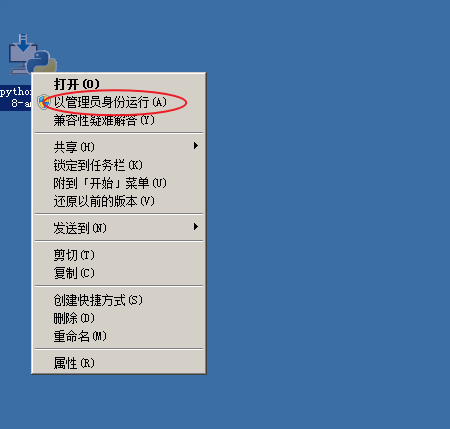 python
8-a
打开(O)
以管理员身份运行(A)
兼容性疑难解答(Y)
共享(H)
锁定到任务栏(K)
附到「开始」菜单(U)
还原以前的版本(V)
发送到(N)
剪切(T)
复制(C)
创建快捷方式(S)
删除(D)
重命名(M)
属性(R)